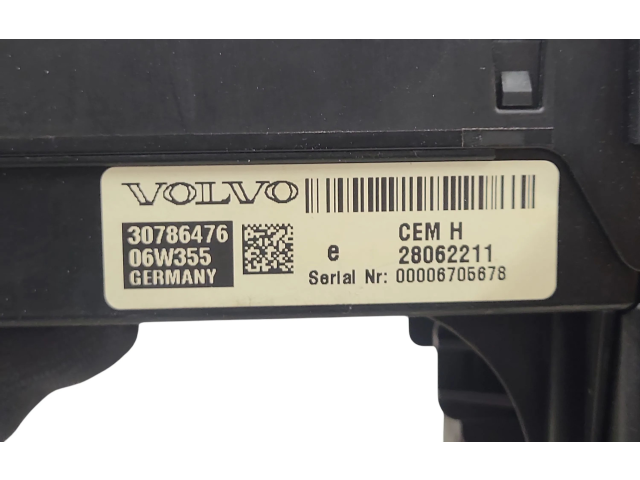 VOLVO
30786476
06W355
GERMANY
CEM H
e 28062211
Serial Nr: 00006705678